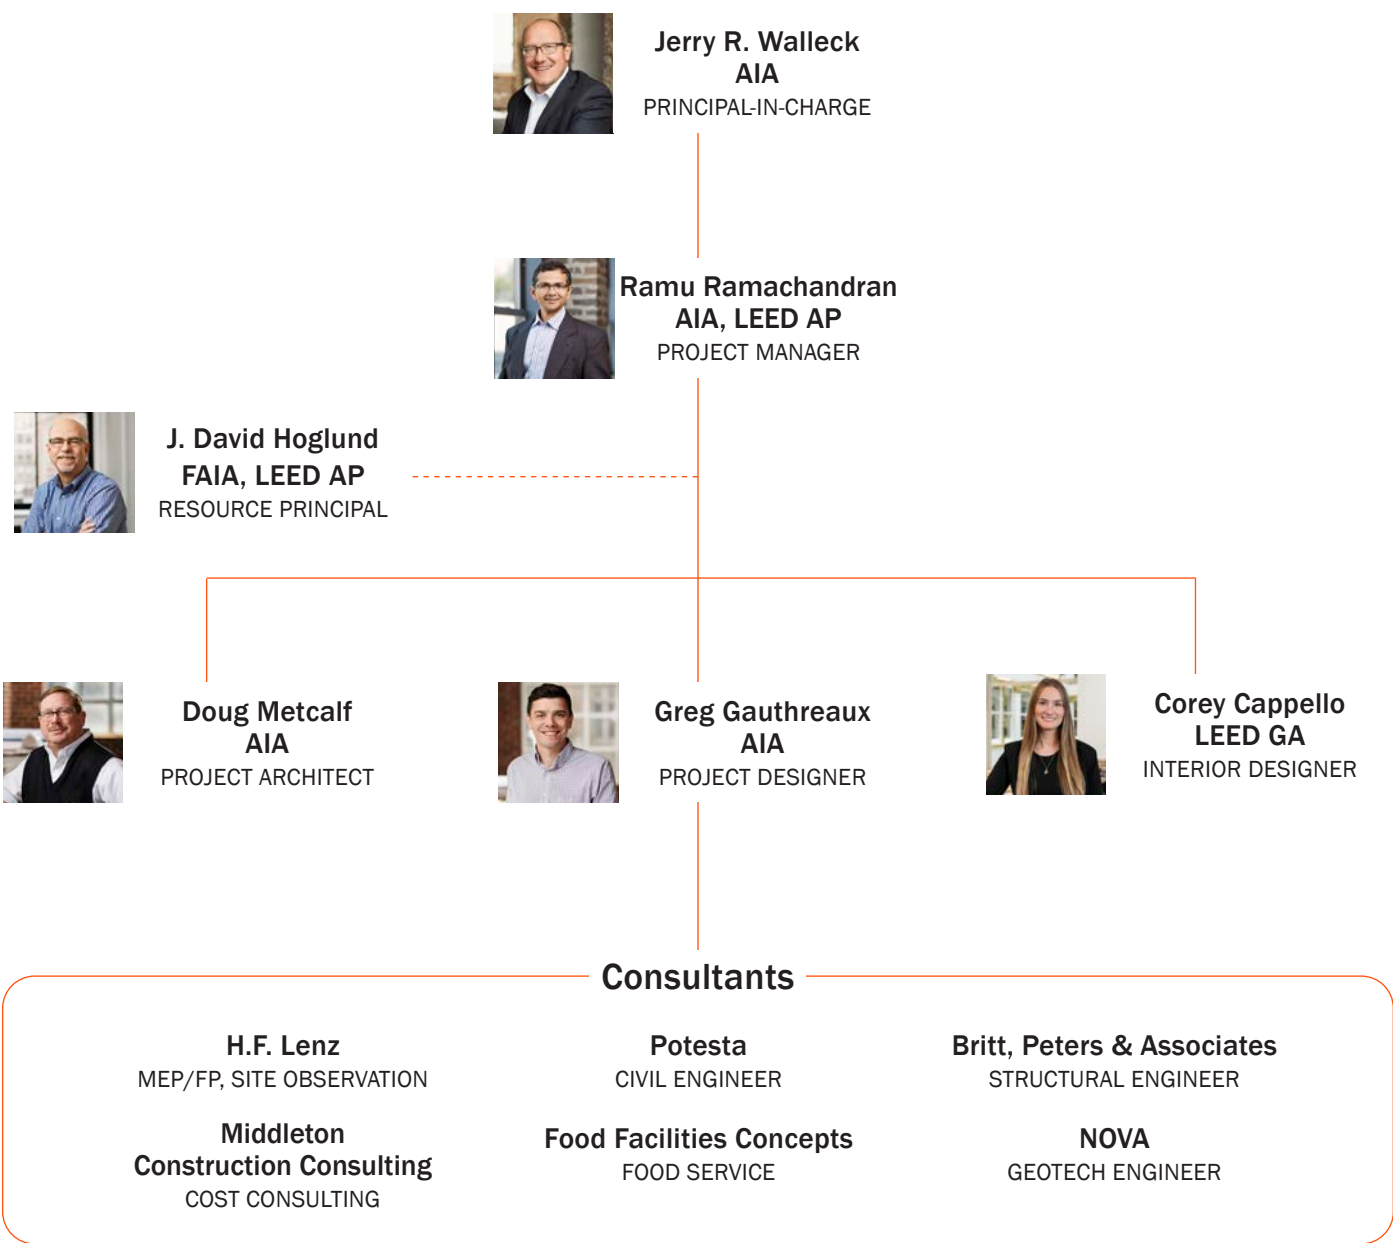 Jerry R. Walleck
AIA
PRINCIPAL-IN-CHARGE
Ramu Ramachandran
AIA, LEED AP
PROJECT MANAGER
J. David Hoglund
FAIA, LEED AP
RESOURCE PRINCIPAL
Doug Metcalf
AIA
PROJECT ARCHITECT
Greg Gauthreaux
AIA
PROJECT DESIGNER
Corey Cappello
LEED GA
INTERIOR DESIGNER
Consultants
H.F. Lenz
MEP/FP, SITE OBSERVATION
Potesta
CIVIL ENGINEER
Britt, Peters & Associates
STRUCTURAL ENGINEER
Middleton
Construction Consulting
COST CONSULTING
Food Facilities Concepts
FOOD SERVICE
NOVA
GEOTECH ENGINEER